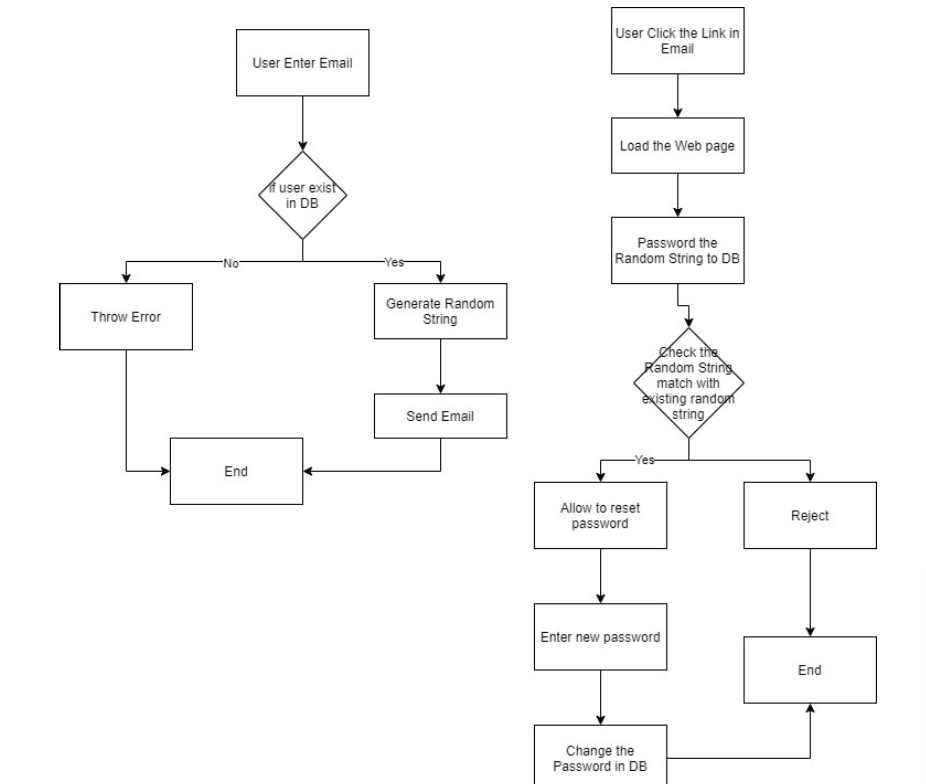 User Enter Email
If user exist
in DB
No
Yes
Throw Error
Generate Random
String
Send Email
End
User Click the Link in
Email
Load the Web page
Password the
Random String to DB
Check the
Random String
match with
existing random
string
Yes
Allow to reset
password
Reject
Enter new password
End
Change the
Password in DB